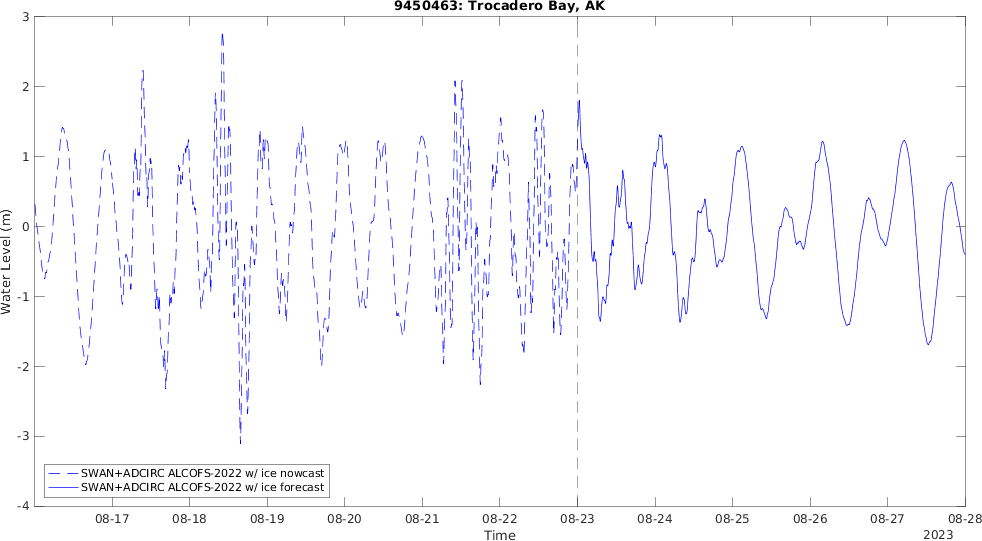 9450463: Trocadero Bay, AK
Water Level (m)
3
2
1
0
-1
-2
-3
-4
SWAN+ADCIRC ALCOFS-2022 w/ ice nowcast
SWAN+ADCIRC ALCOFS-2022 w/ ice forecast
08-17 08-18 08-19 08-20 08-21 08-22 08-23 08-24 08-25 08-26 08-27 08-28
Time
2023